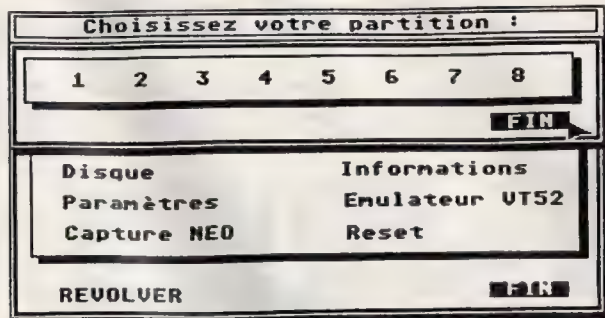 Choisissez votre partition :
1 2 3 4 5 6 7 8
FIN
Disque Informations
Paramètres Emulateur VT52
Capture NEO Reset
REVOLVER FIN